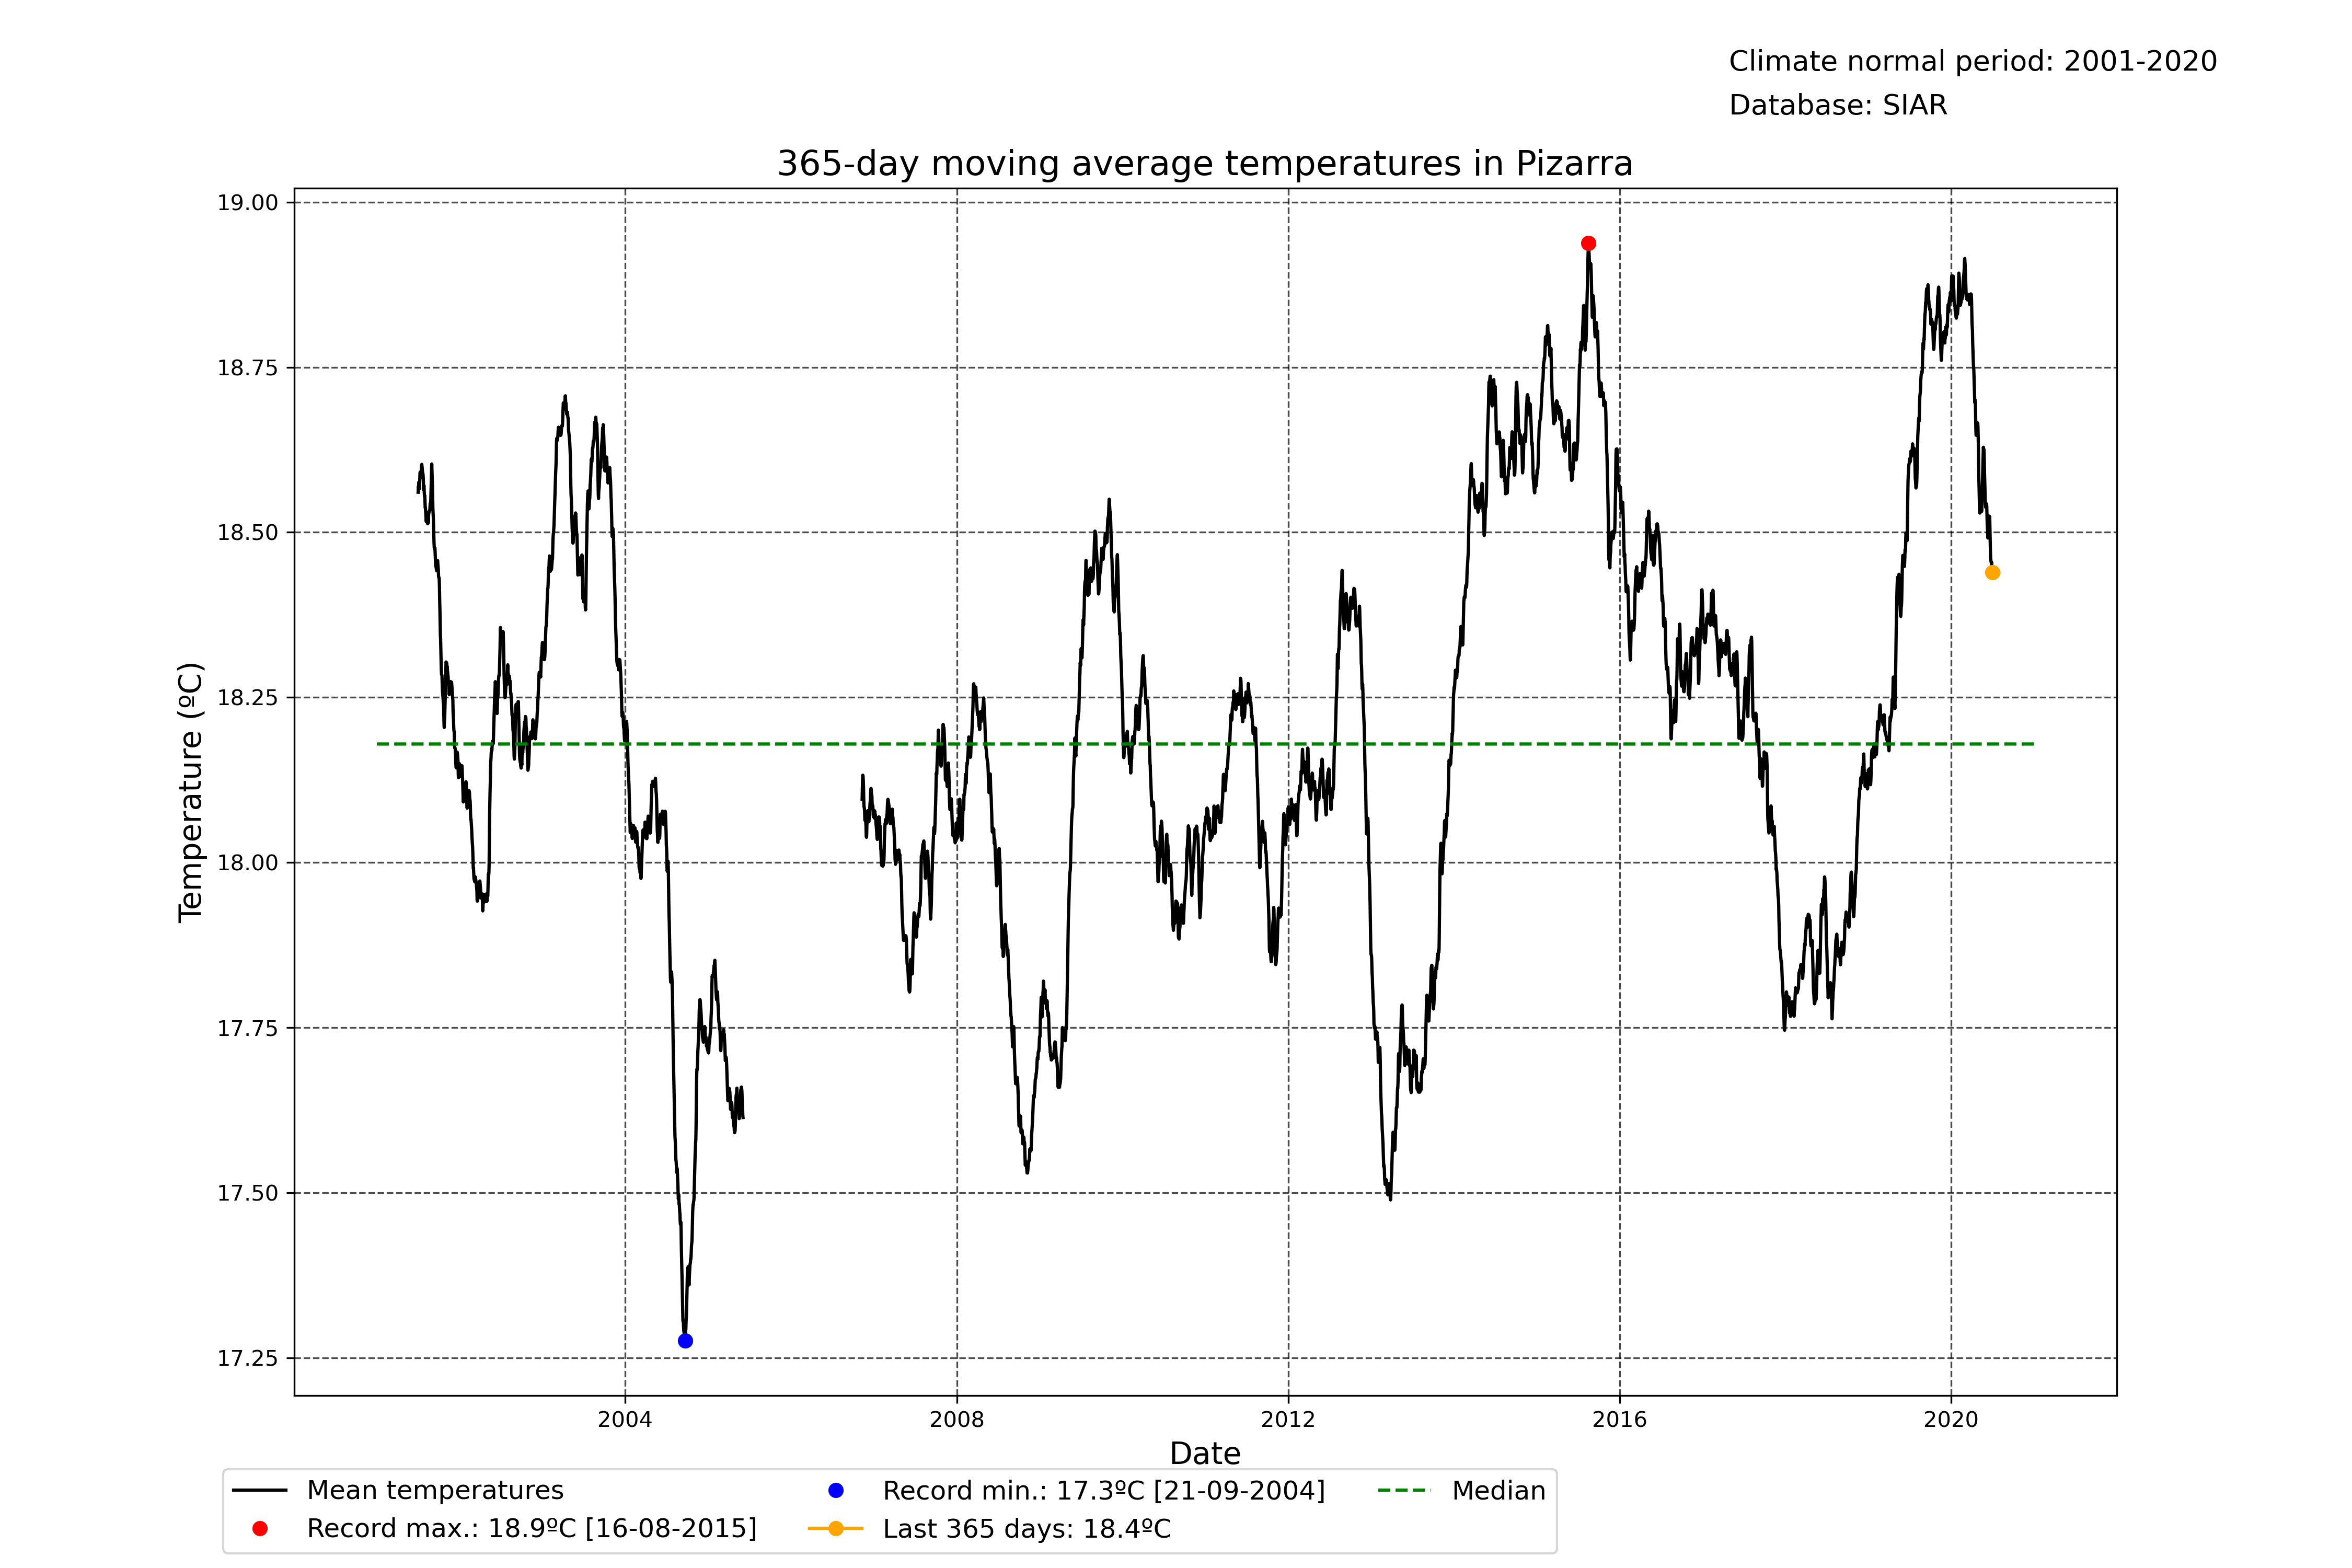 Climate normal period: 2001-2020
Database: SIAR
365-day moving average temperatures in Pizarra
19.00
18.75
18.50
18.25
18.00
17.75
17.50
17.25
Temperature (ºC)
2004 2008 2012 2016 2020
Date
Mean temperatures
Record max.: 18.9ºC [16-08-2015]
Record min.: 17.3ºC [21-09-2004]
Last 365 days: 18.4ºC
Median